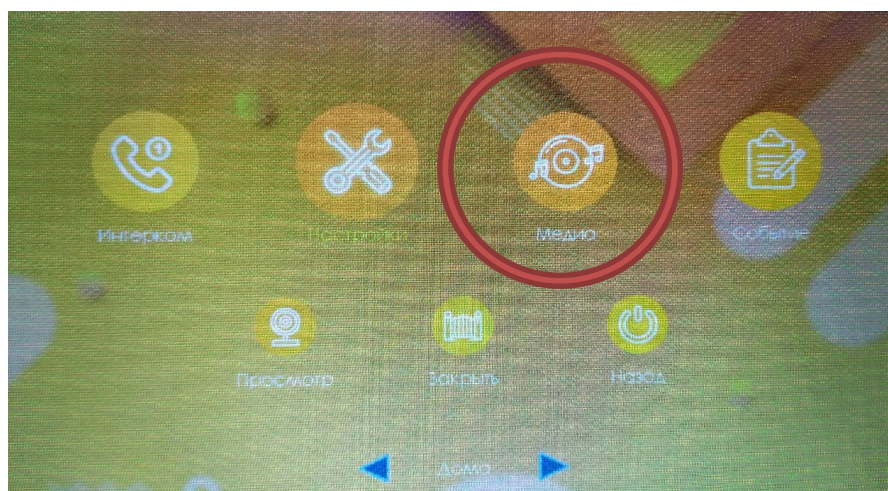 Интерком
Настройки
Медиа
Событие
Просмотр
Закрыть
Назад
Дома